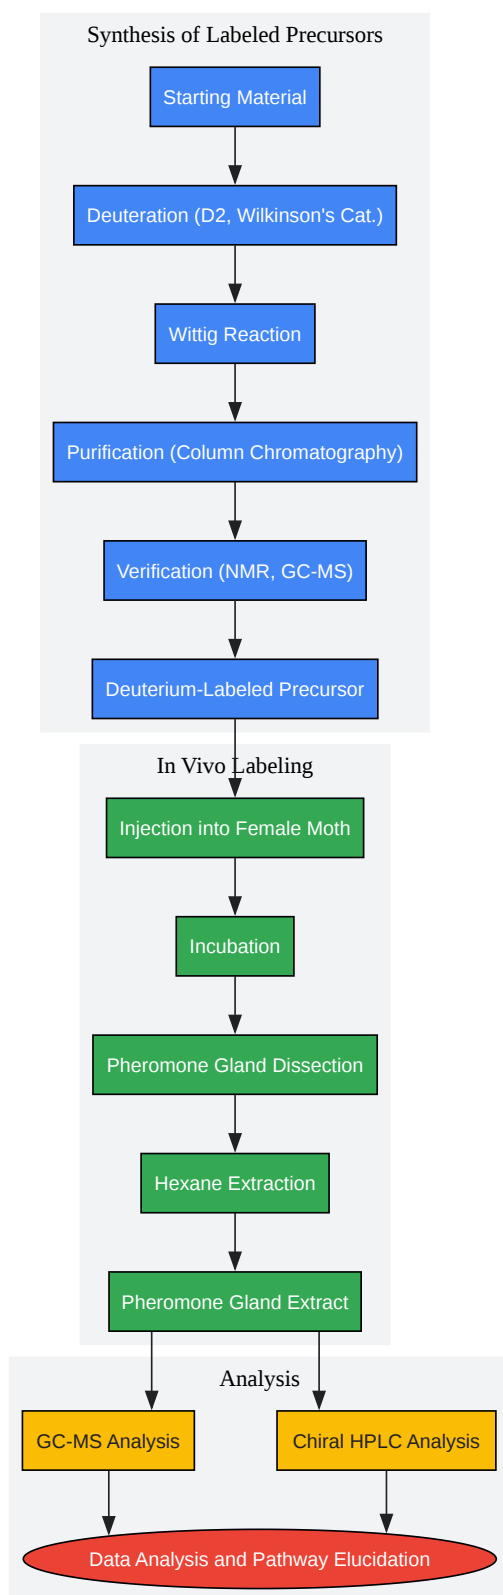 Synthesis of Labeled Precursors
Starting Material
Deuteration (D2, Wilkinson's Cat.)
Wittig Reaction
Purification (Column Chromatography)
Verification (NMR, GC-MS)
Deuterium-Labeled Precursor
In Vivo Labeling
Injection into Female Moth
Incubation
Pheromone Gland Dissection
Hexane Extraction
Pheromone Gland Extract
Analysis
GC-MS Analysis
Chiral HPLC Analysis
Data Analysis and Pathway Elucidation